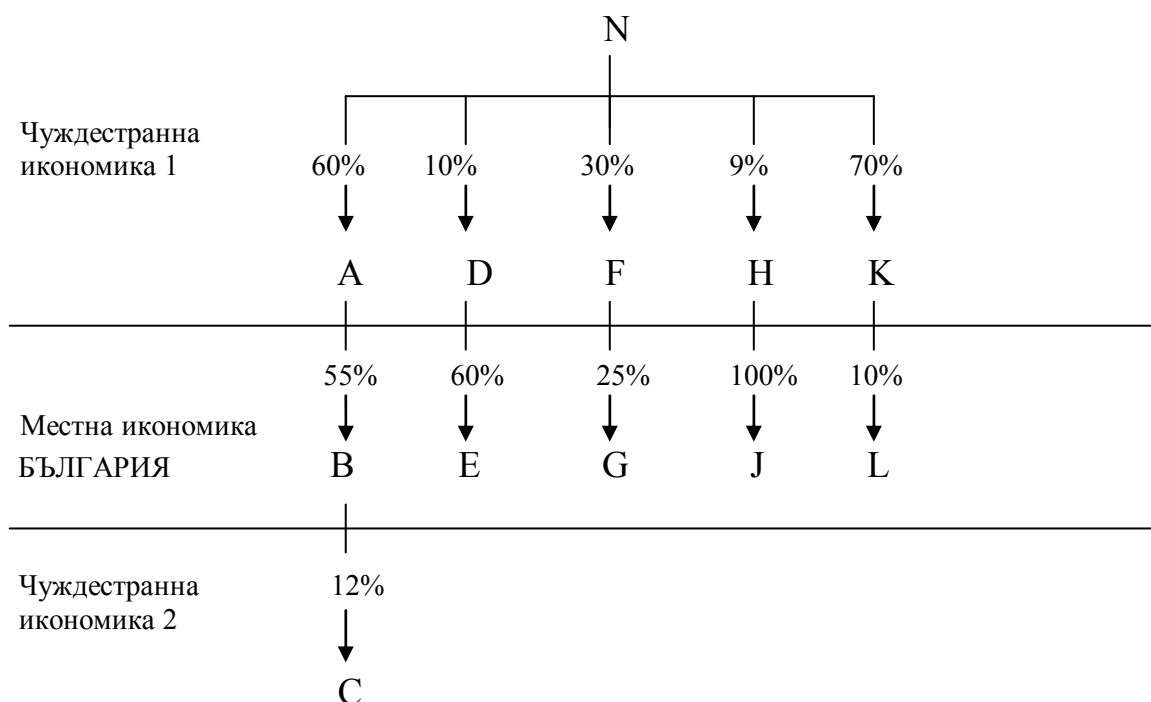 N
Чуждестранна
икономика 1
60% 10% 30% 9% 70%
A D F H K
55% 60% 25% 100% 10%
Местна икономика
БЪЛГАРИЯ
B E G J L
Чуждестранна
икономика 2
12%
C